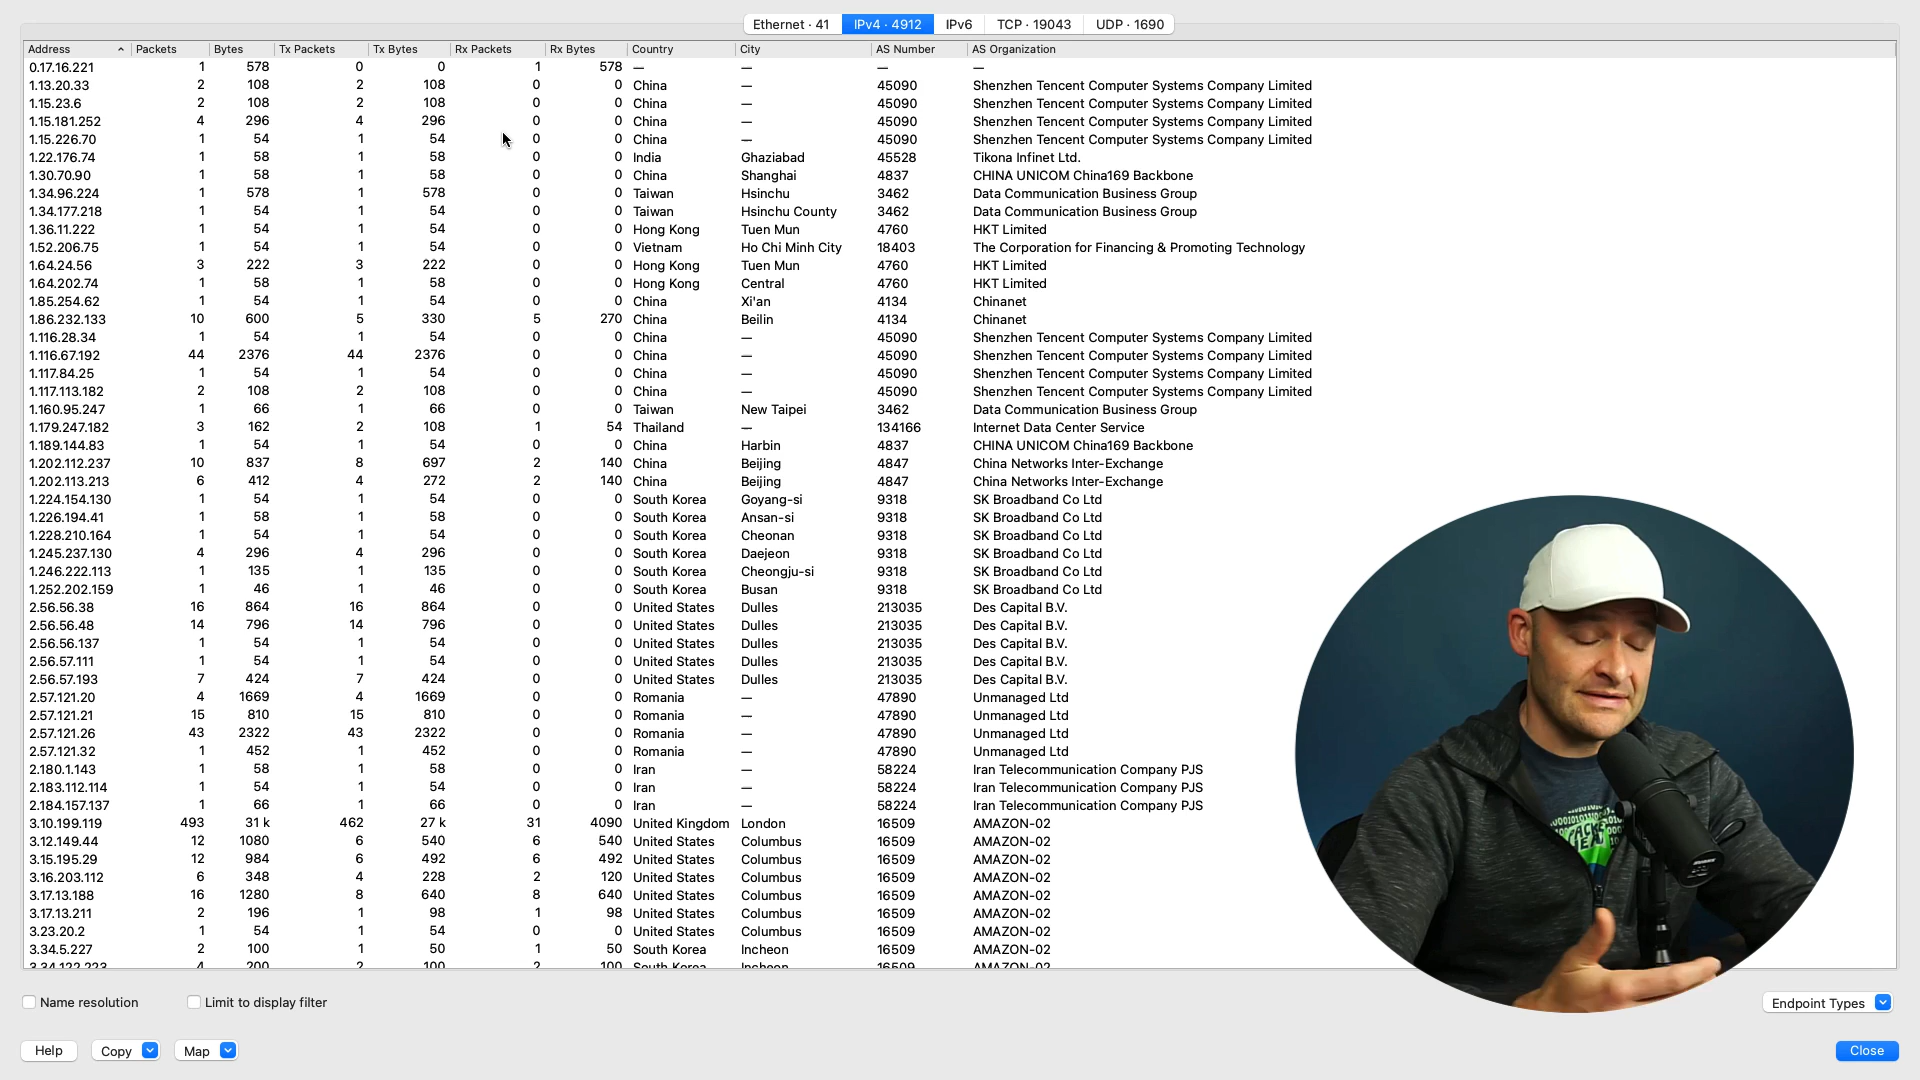 Ethernet · 41 IPv4 · 4912 IPv6 TCP · 19043 UDP · 1690
Address Packets Bytes Tx Packets Tx Bytes Rx Packets Rx Bytes Country City AS Number AS Organization
0.17.16.221 1 578 0 0 1 578 — — — —
1.13.20.33 2 108 2 108 0 0 China — 45090 Shenzhen Tencent Computer Systems Company Limited
1.15.23.6 2 108 2 108 0 0 China — 45090 Shenzhen Tencent Computer Systems Company Limited
1.15.181.252 4 296 4 296 0 0 China — 45090 Shenzhen Tencent Computer Systems Company Limited
1.15.226.70 1 54 1 54 0 0 China — 45090 Shenzhen Tencent Computer Systems Company Limited
1.22.176.74 1 58 1 58 0 0 India Ghaziabad 45528 Tikona Infinet Ltd.
1.30.70.90 1 58 1 58 0 0 China Shanghai 4837 CHINA UNICOM China169 Backbone
1.34.96.224 1 578 1 578 0 0 Taiwan Hsinchu 3462 Data Communication Business Group
1.34.177.218 1 54 1 54 0 0 Taiwan Hsinchu County 3462 Data Communication Business Group
1.36.11.222 1 54 1 54 0 0 Hong Kong Tuen Mun 4760 HKT Limited
1.52.206.75 1 54 1 54 0 0 Vietnam Ho Chi Minh City 18403 The Corporation for Financing & Promoting Technology
1.64.24.56 3 222 3 222 0 0 Hong Kong Tuen Mun 4760 HKT Limited
1.64.202.74 1 58 1 58 0 0 Hong Kong Central 4760 HKT Limited
1.85.254.62 1 54 1 54 0 0 China Xi'an 4134 Chinanet
1.86.232.133 10 600 5 330 5 270 China Beilin 4134 Chinanet
1.116.28.34 1 54 1 54 0 0 China — 45090 Shenzhen Tencent Computer Systems Company Limited
1.116.67.192 44 2376 44 2376 0 0 China — 45090 Shenzhen Tencent Computer Systems Company Limited
1.117.84.25 1 54 1 54 0 0 China — 45090 Shenzhen Tencent Computer Systems Company Limited
1.117.113.182 2 108 2 108 0 0 China — 45090 Shenzhen Tencent Computer Systems Company Limited
1.160.95.247 1 66 1 66 0 0 Taiwan New Taipei 3462 Data Communication Business Group
1.179.247.182 3 162 2 108 1 54 Thailand — 134166 Internet Data Center Service
1.189.144.83 1 54 1 54 0 0 China Harbin 4837 CHINA UNICOM China169 Backbone
1.202.112.237 10 837 8 697 2 140 China Beijing 4847 China Networks Inter-Exchange
1.202.113.213 6 412 4 272 2 140 China Beijing 4847 China Networks Inter-Exchange
1.224.154.130 1 54 1 54 0 0 South Korea Goyang-si 9318 SK Broadband Co Ltd
1.226.194.41 1 58 1 58 0 0 South Korea Ansan-si 9318 SK Broadband Co Ltd
1.228.210.164 1 54 1 54 0 0 South Korea Cheonan 9318 SK Broadband Co Ltd
1.245.237.130 4 296 4 296 0 0 South Korea Daejeon 9318 SK Broadband Co Ltd
1.246.222.113 1 135 1 135 0 0 South Korea Cheongju-si 9318 SK Broadband Co Ltd
1.252.202.159 1 46 1 46 0 0 South Korea Busan 9318 SK Broadband Co Ltd
2.56.56.38 16 864 16 864 0 0 United States Dulles 213035 Des Capital B.V.
2.56.56.48 14 796 14 796 0 0 United States Dulles 213035 Des Capital B.V.
2.56.56.137 1 54 1 54 0 0 United States Dulles 213035 Des Capital B.V.
2.56.57.111 1 54 1 54 0 0 United States Dulles 213035 Des Capital B.V.
2.56.57.193 7 424 7 424 0 0 United States Dulles 213035 Des Capital B.V.
2.57.121.20 4 1669 4 1669 0 0 Romania — 47890 Unmanaged Ltd
2.57.121.21 15 810 15 810 0 0 Romania — 47890 Unmanaged Ltd
2.57.121.26 43 2322 43 2322 0 0 Romania — 47890 Unmanaged Ltd
2.57.121.32 1 452 1 452 0 0 Romania — 47890 Unmanaged Ltd
2.180.1.143 1 58 1 58 0 0 Iran — 58224 Iran Telecommunication Company PJS
2.183.112.114 1 54 1 54 0 0 Iran — 58224 Iran Telecommunication Company PJS
2.184.157.137 1 66 1 66 0 0 Iran — 58224 Iran Telecommunication Company PJS
3.10.199.119 493 31 k 462 27 k 31 4090 United Kingdom London 16509 AMAZON-02
3.12.149.44 12 1080 6 540 6 540 United States Columbus 16509 AMAZON-02
3.15.195.29 12 984 6 492 6 492 United States Columbus 16509 AMAZON-02
3.16.203.112 6 348 4 228 2 120 United States Columbus 16509 AMAZON-02
3.17.13.188 16 1280 8 640 8 640 United States Columbus 16509 AMAZON-02
3.17.13.211 2 196 1 98 1 98 United States Columbus 16509 AMAZON-02
3.23.20.2 1 54 1 54 0 0 United States Columbus 16509 AMAZON-02
3.34.5.227 2 100 1 50 1 50 South Korea Incheon 16509 AMAZON-02
3.34.122.223 4 200 2 100 2 100 South Korea Incheon 16509 AMAZON-02
Name resolution Limit to display filter Endpoint Types
Help Copy Map Close